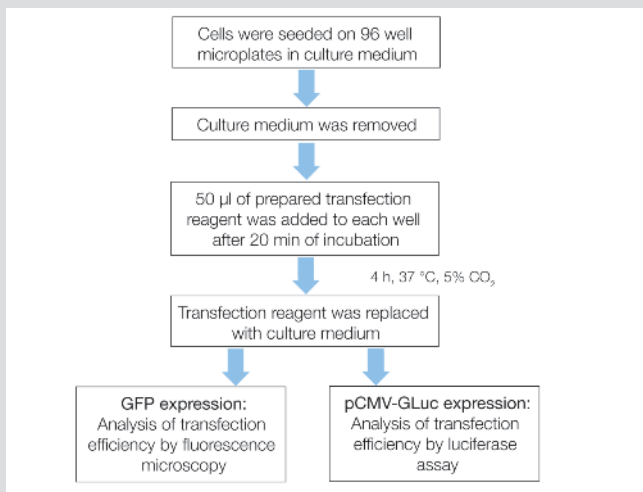 Cells were seeded on 96 well
microplates in culture medium
Culture medium was removed
50 µl of prepared transfection
reagent was added to each well
after 20 min of incubation
4 h, 37 °C, 5% CO₂
Transfection reagent was replaced
with culture medium
GFP expression:
Analysis of transfection
efficiency by fluorescence
microscopy
pCMV-GLuc expression:
Analysis of transfection
efficiency by luciferase
assay